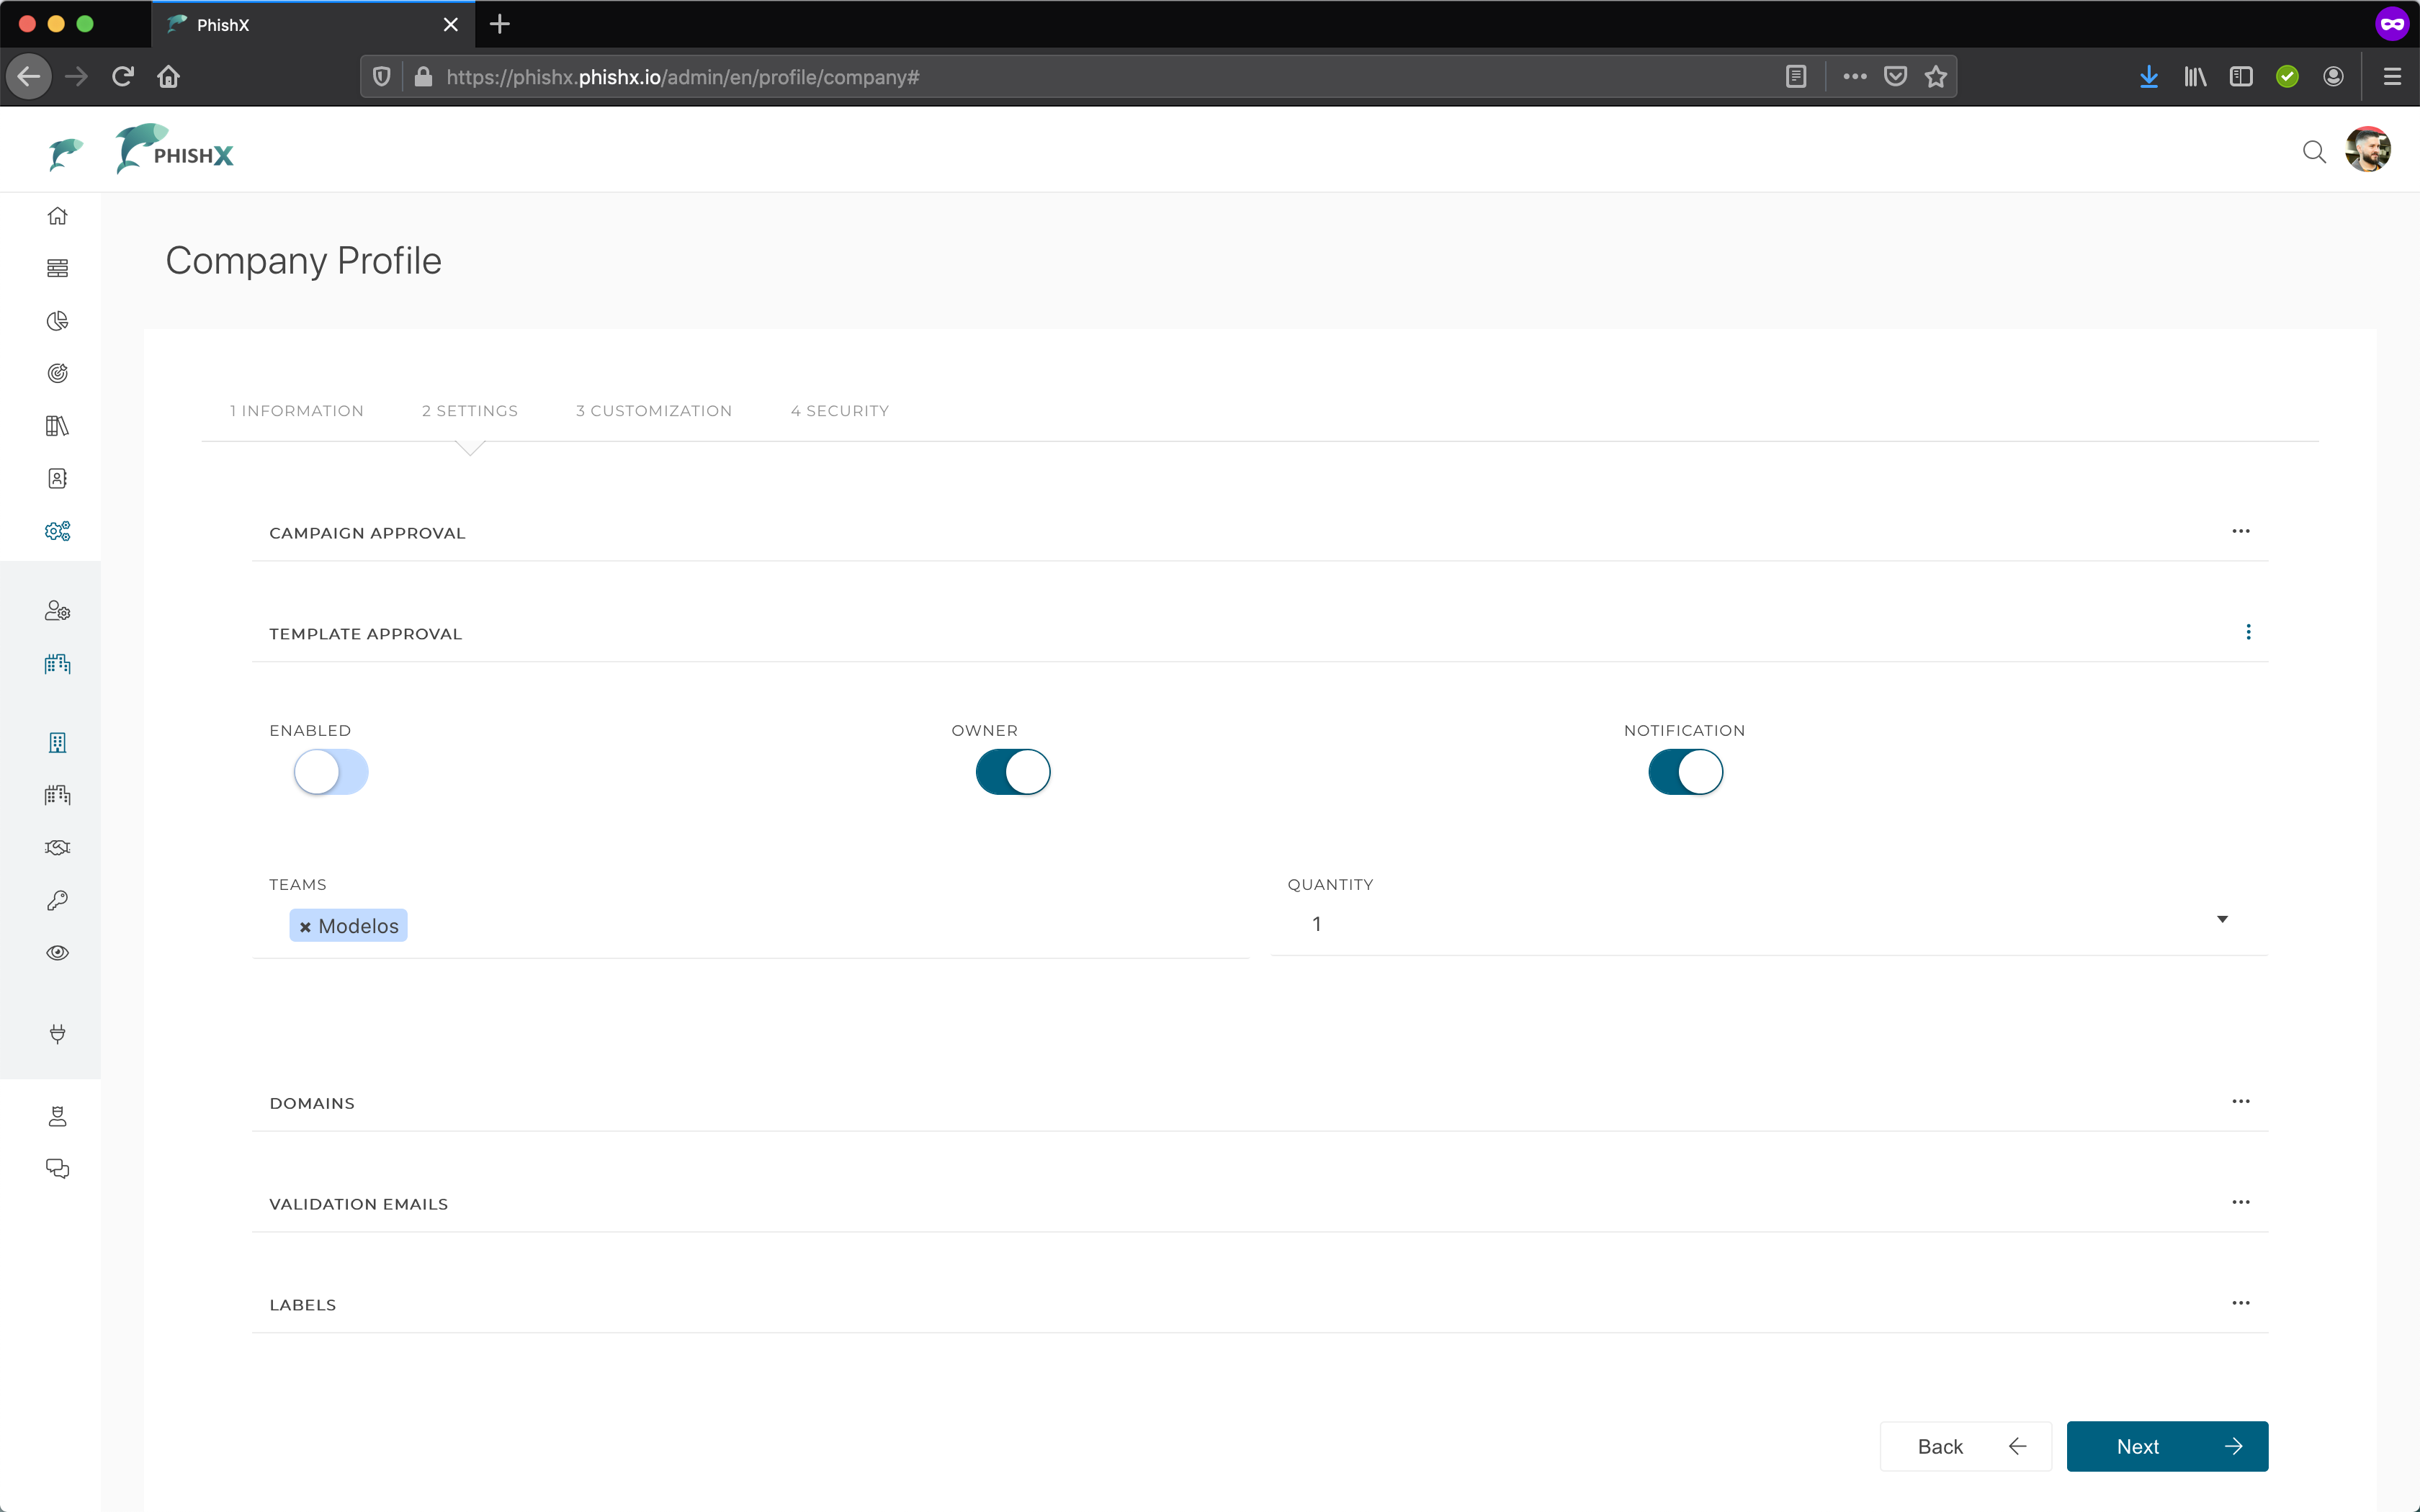 PhishX
https://phishx.phishx.io/admin/en/profile/company#
PHISHX
Company Profile
1 INFORMATION 2 SETTINGS 3 CUSTOMIZATION 4 SECURITY
CAMPAIGN APPROVAL
TEMPLATE APPROVAL
ENABLED OWNER NOTIFICATION
TEAMS QUANTITY
× Modelos 1
DOMAINS
VALIDATION EMAILS
LABELS
Back Next